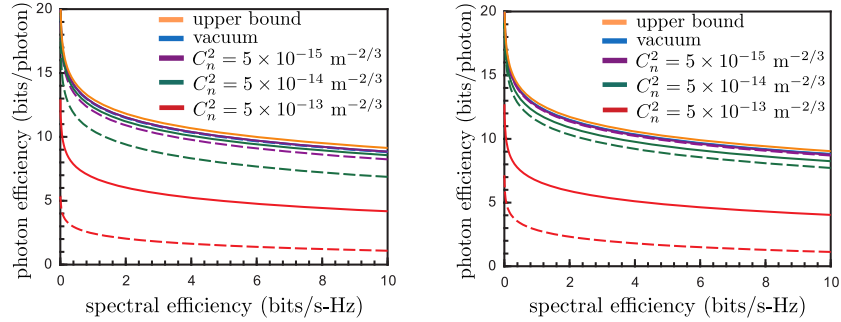 20
15
10
5
0
0
2
4
6
8
10
photon efficiency (bits/photon)
spectral efficiency (bits/s-Hz)
upper bound
vacuum
C_n^2 = 5 × 10^{-15} m^{-2/3}
C_n^2 = 5 × 10^{-14} m^{-2/3}
C_n^2 = 5 × 10^{-13} m^{-2/3}
20
15
10
5
0
0
2
4
6
8
10
photon efficiency (bits/photon)
spectral efficiency (bits/s-Hz)
upper bound
vacuum
C_n^2 = 5 × 10^{-15} m^{-2/3}
C_n^2 = 5 × 10^{-14} m^{-2/3}
C_n^2 = 5 × 10^{-13} m^{-2/3}